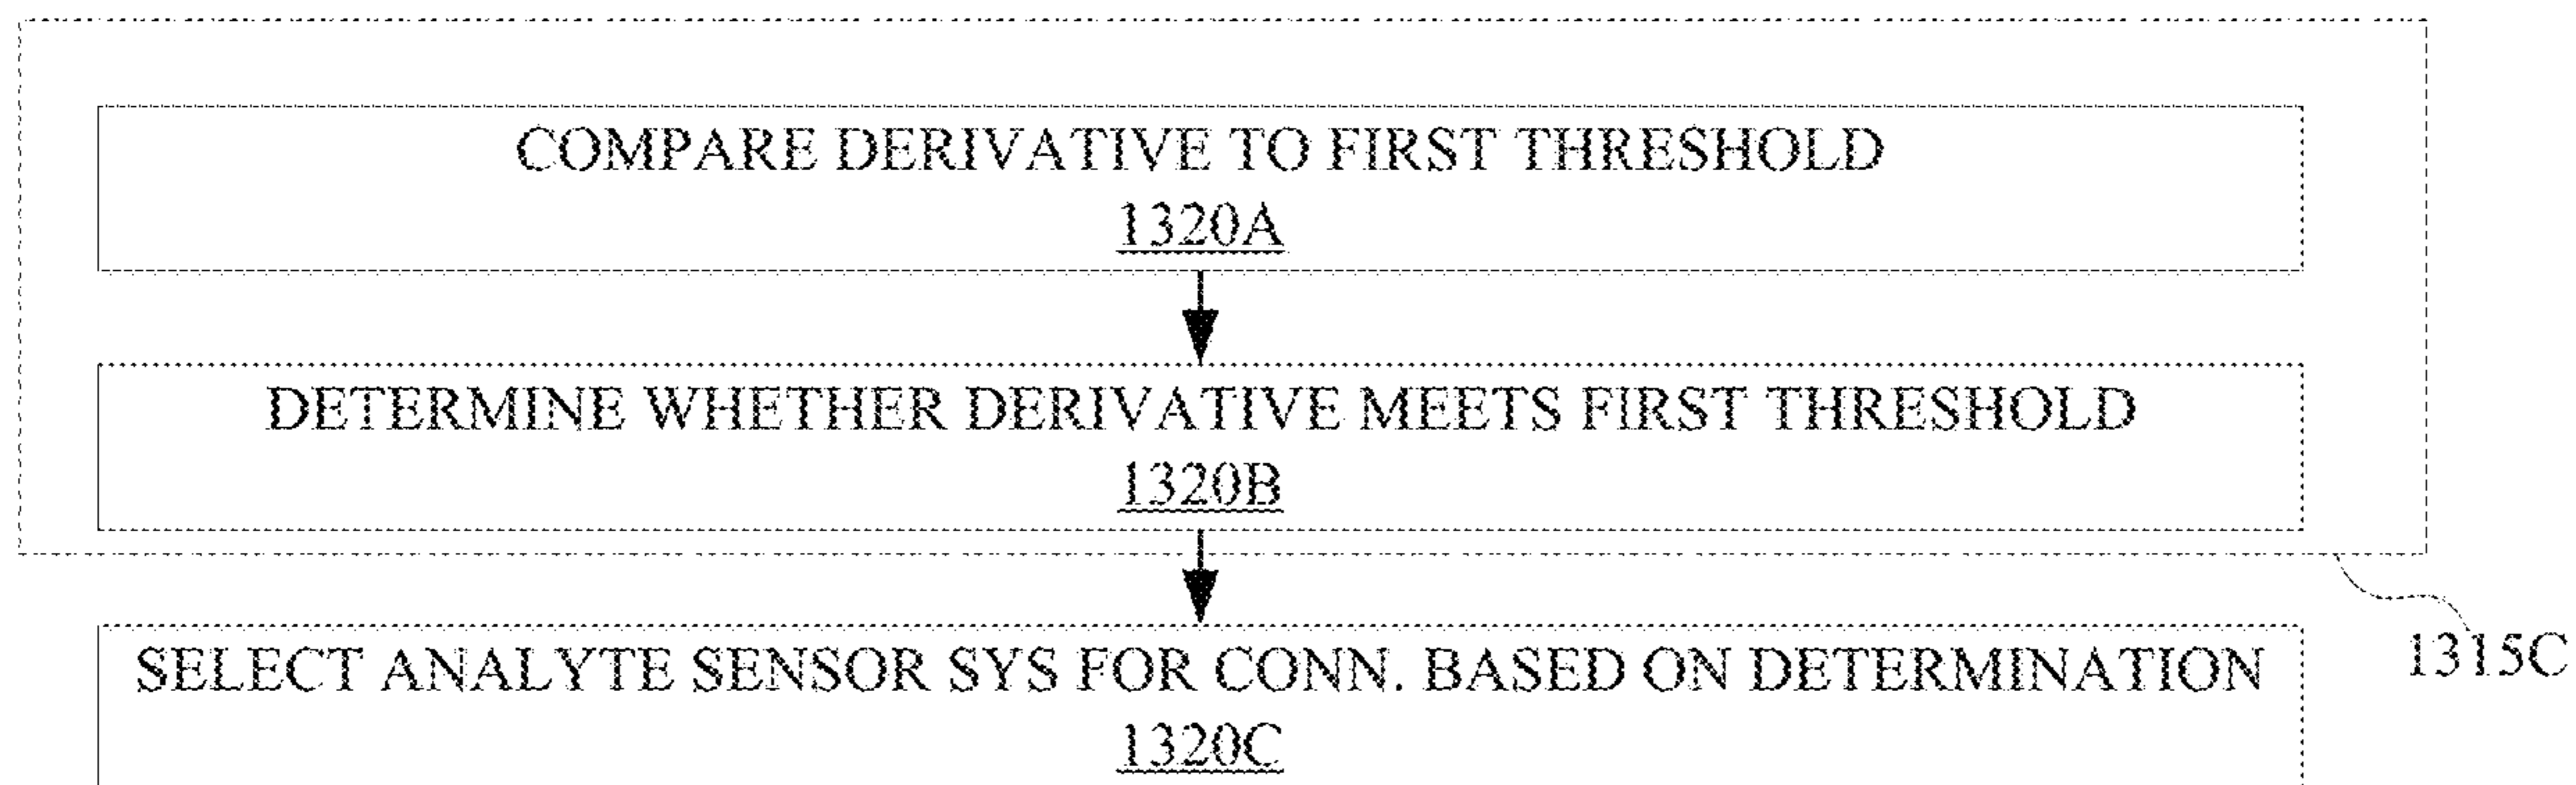 COMPARE DERIVATIVE TO FIRST THRESHOLD
1320A
DETERMINE WHETHER DERIVATIVE MEETS FIRST THRESHOLD
1320B
SELECT ANALYTE SENSOR SYS FOR CONN. BASED ON DETERMINATION
1315C
1320C